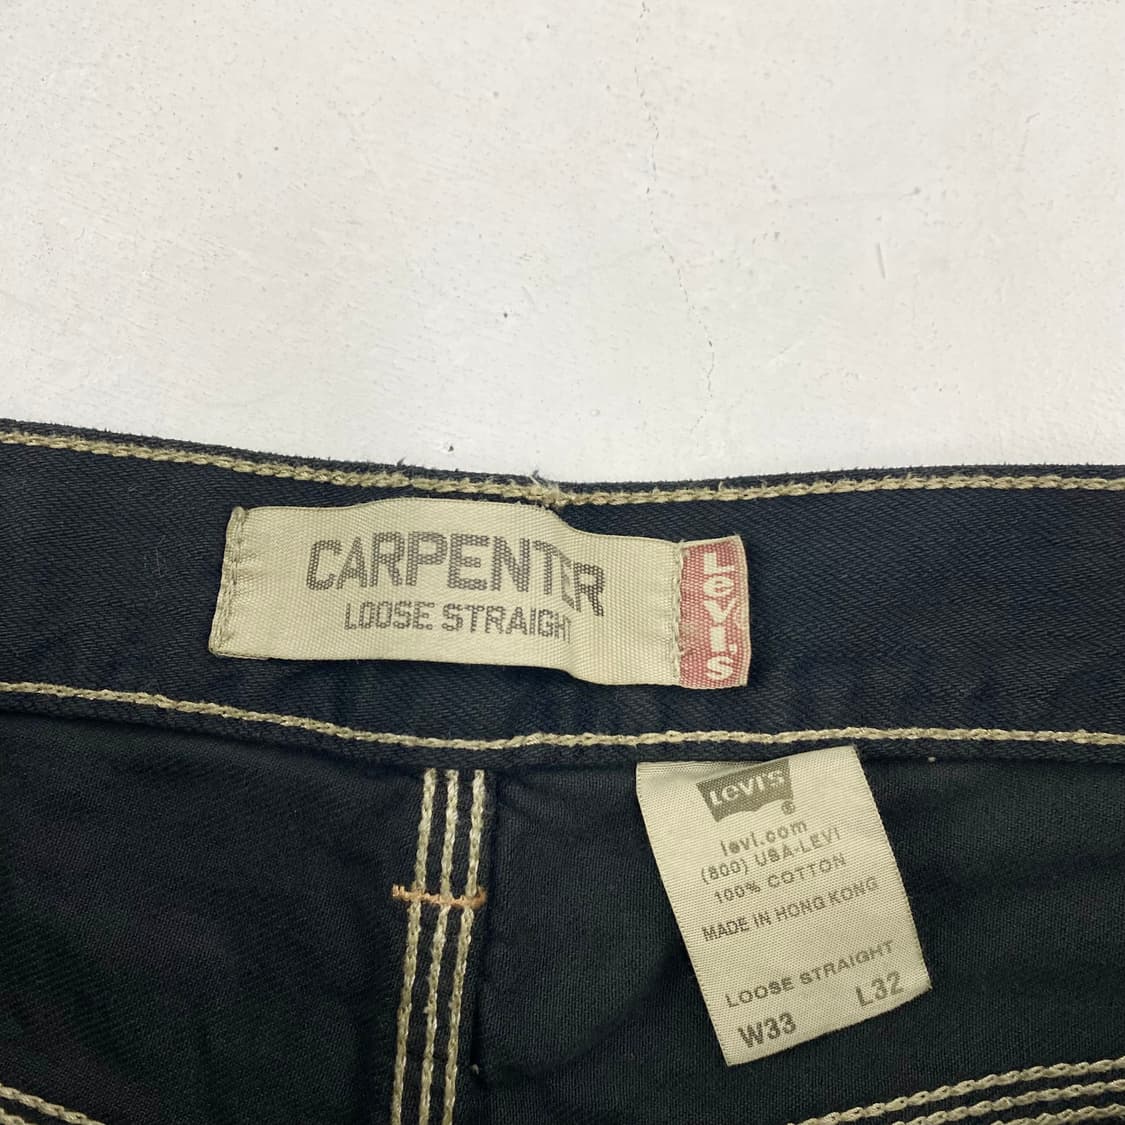 CARPENTER
LOOSE STRAIGHT
LEVI'S
LEVI'S®
levi.com
(800) USA-LEVI
100% COTTON
MADE IN HONG KONG
LOOSE STRAIGHT
W33 L32